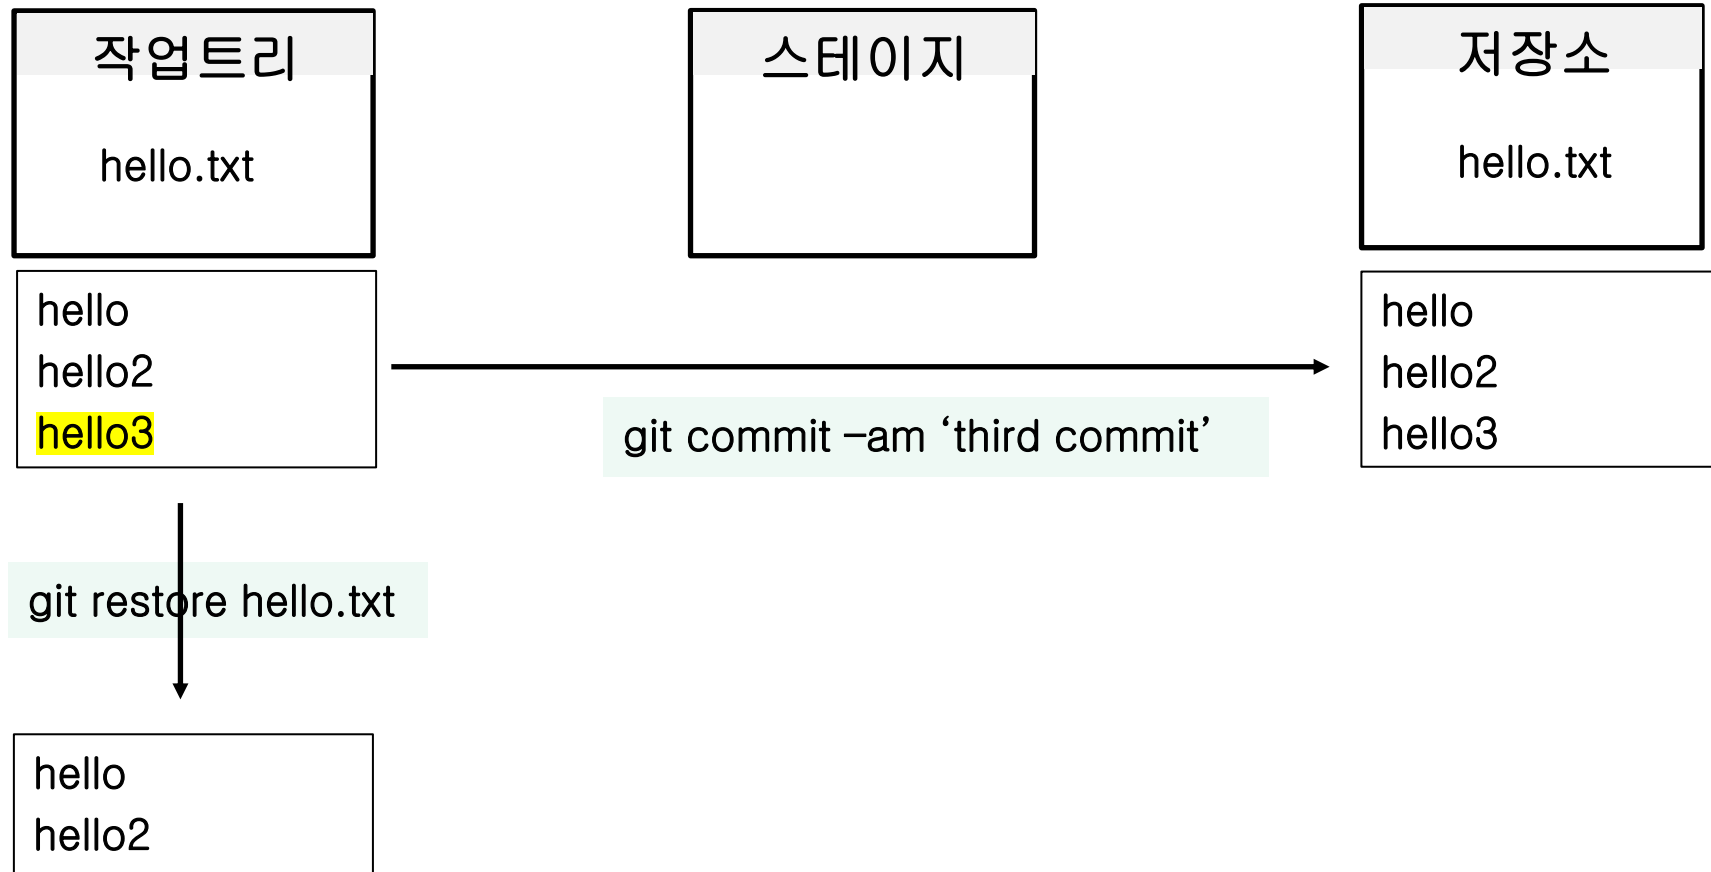 작업트리
스테이지
저장소
hello.txt
hello.txt
hello
hello2
hello3
git commit –am ‘third commit’
hello
hello2
hello3
git restore hello.txt
hello
hello2